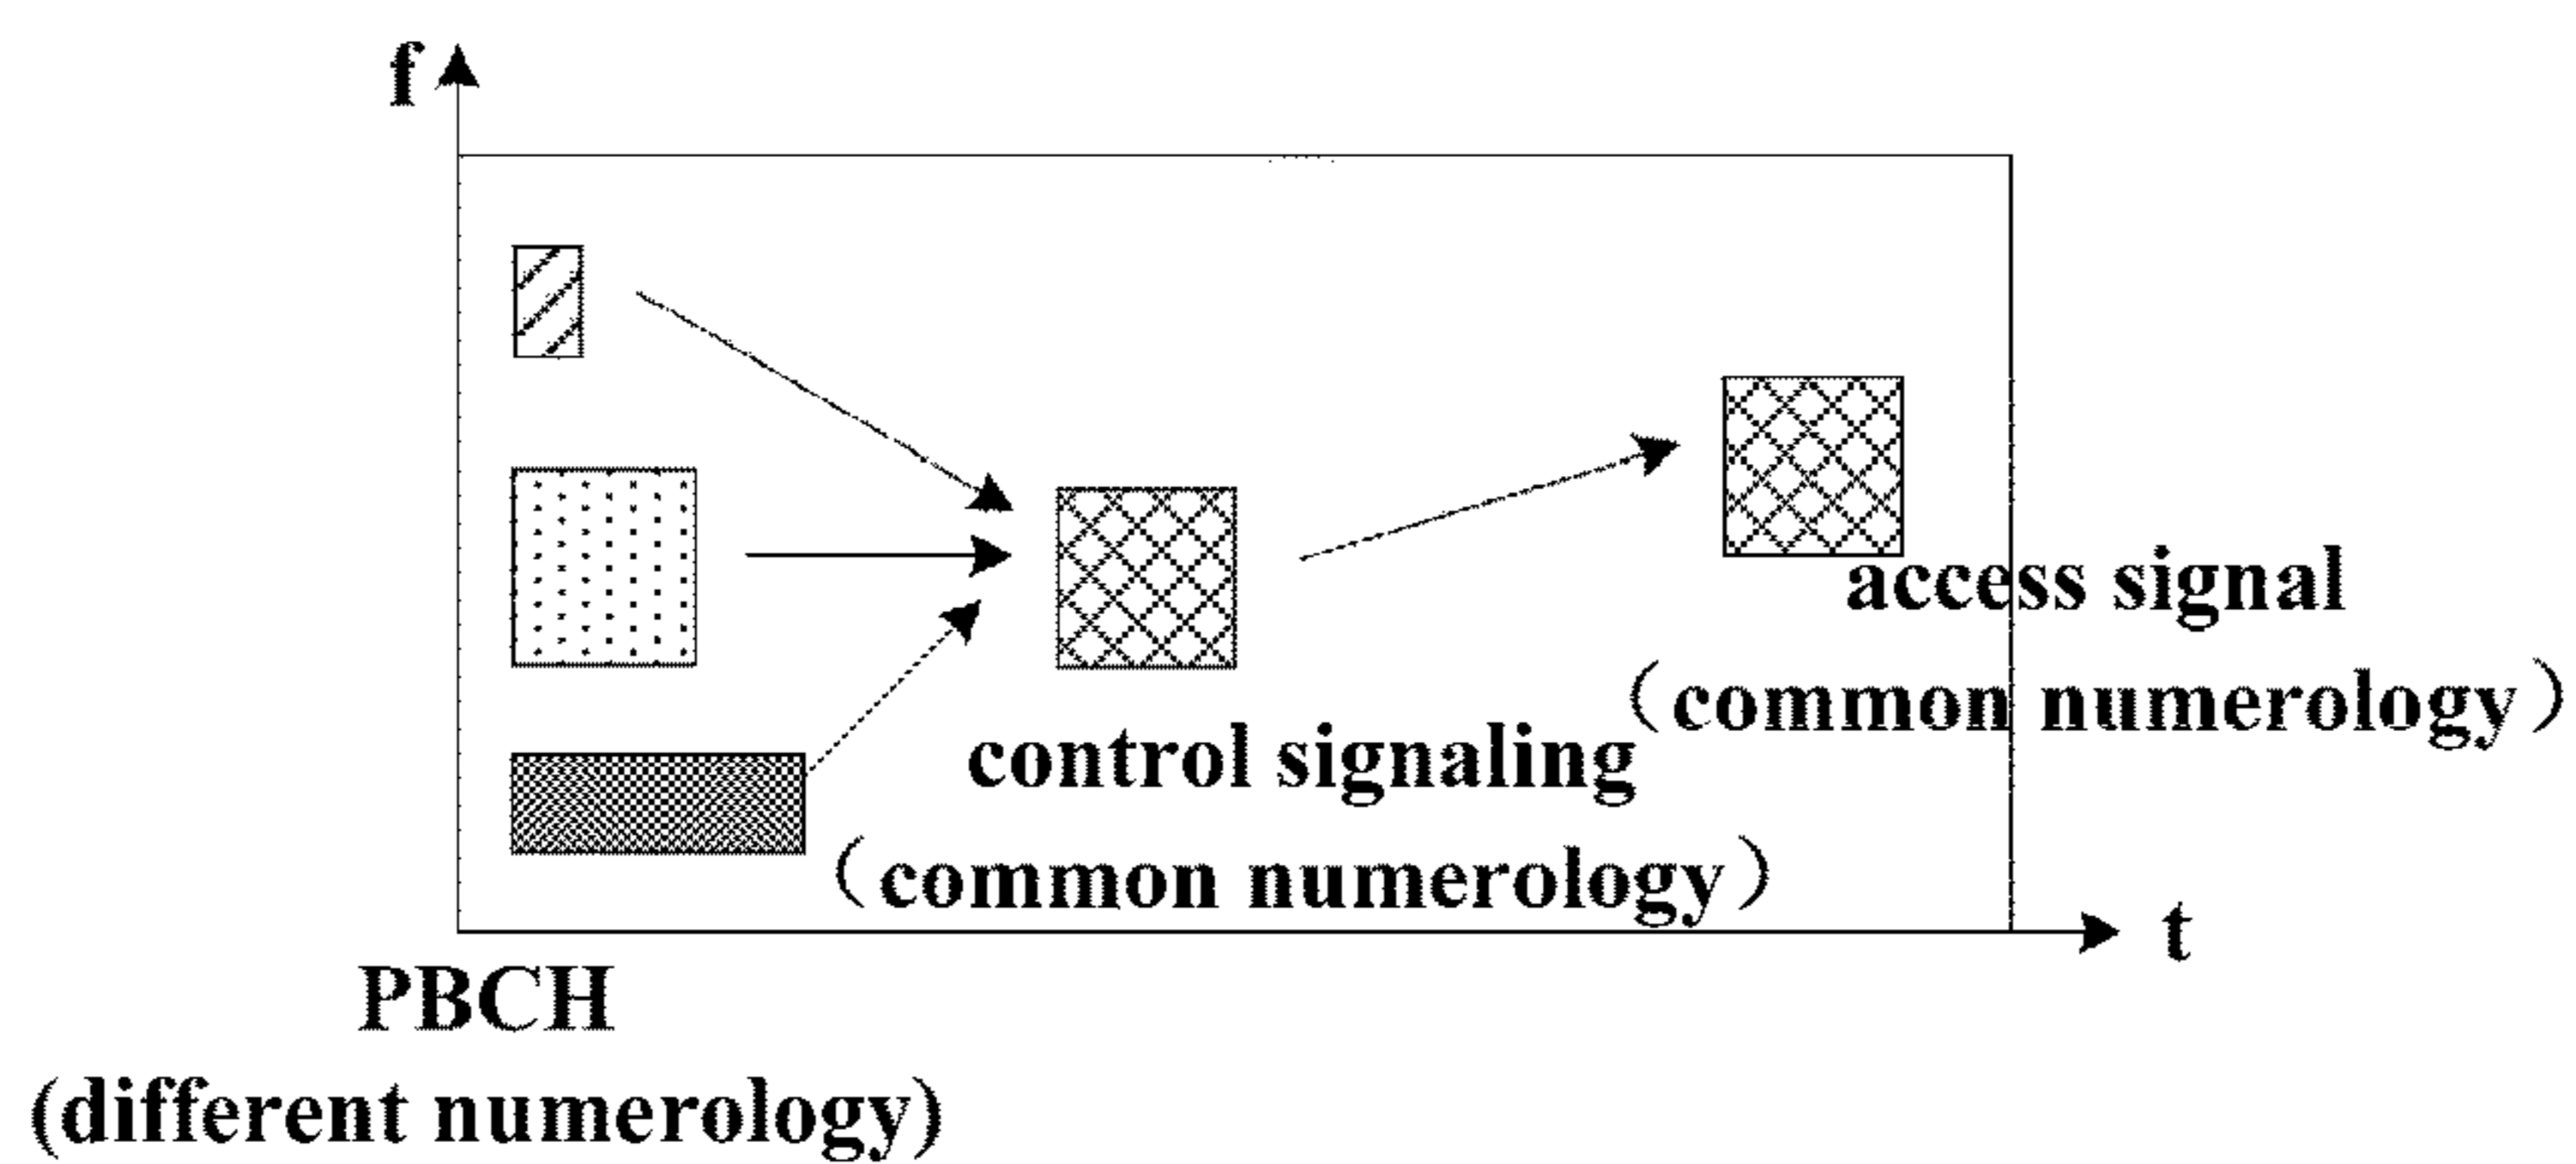 f
access signal
（common numerology）
control signaling
（common numerology）
t
PBCH
(different numerology)